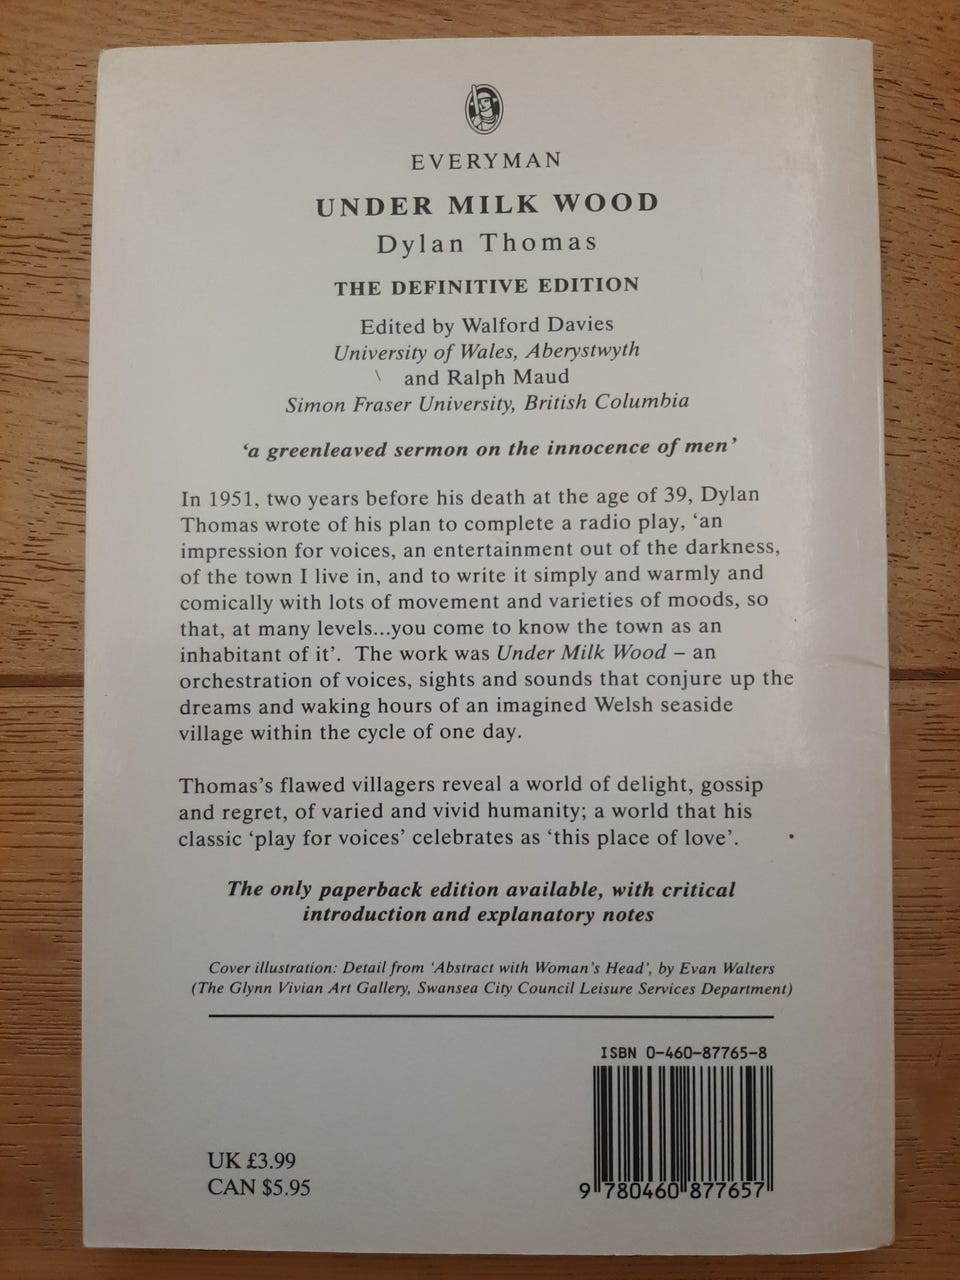 EVERYMAN
UNDER MILK WOOD
Dylan Thomas
THE DEFINITIVE EDITION
Edited by Walford Davies
University of Wales, Aberystwyth
and Ralph Maud
Simon Fraser University, British Columbia
‘a greenleaved sermon on the innocence of men’
In 1951, two years before his death at the age of 39, Dylan
Thomas wrote of his plan to complete a radio play, ‘an
impression for voices, an entertainment out of the darkness,
of the town I live in, and to write it simply and warmly and
comically with lots of movement and varieties of moods, so
that, at many levels...you come to know the town as an
inhabitant of it’. The work was Under Milk Wood – an
orchestration of voices, sights and sounds that conjure up the
dreams and waking hours of an imagined Welsh seaside
village within the cycle of one day.
Thomas’s flawed villagers reveal a world of delight, gossip
and regret, of varied and vivid humanity; a world that his
classic ‘play for voices’ celebrates as ‘this place of love’.
The only paperback edition available, with critical
introduction and explanatory notes
Cover illustration: Detail from ‘Abstract with Woman’s Head’, by Evan Walters
(The Glynn Vivian Art Gallery, Swansea City Council Leisure Services Department)
ISBN 0-460-87765-8
9 780460 877657
UK £3.99
CAN $5.95